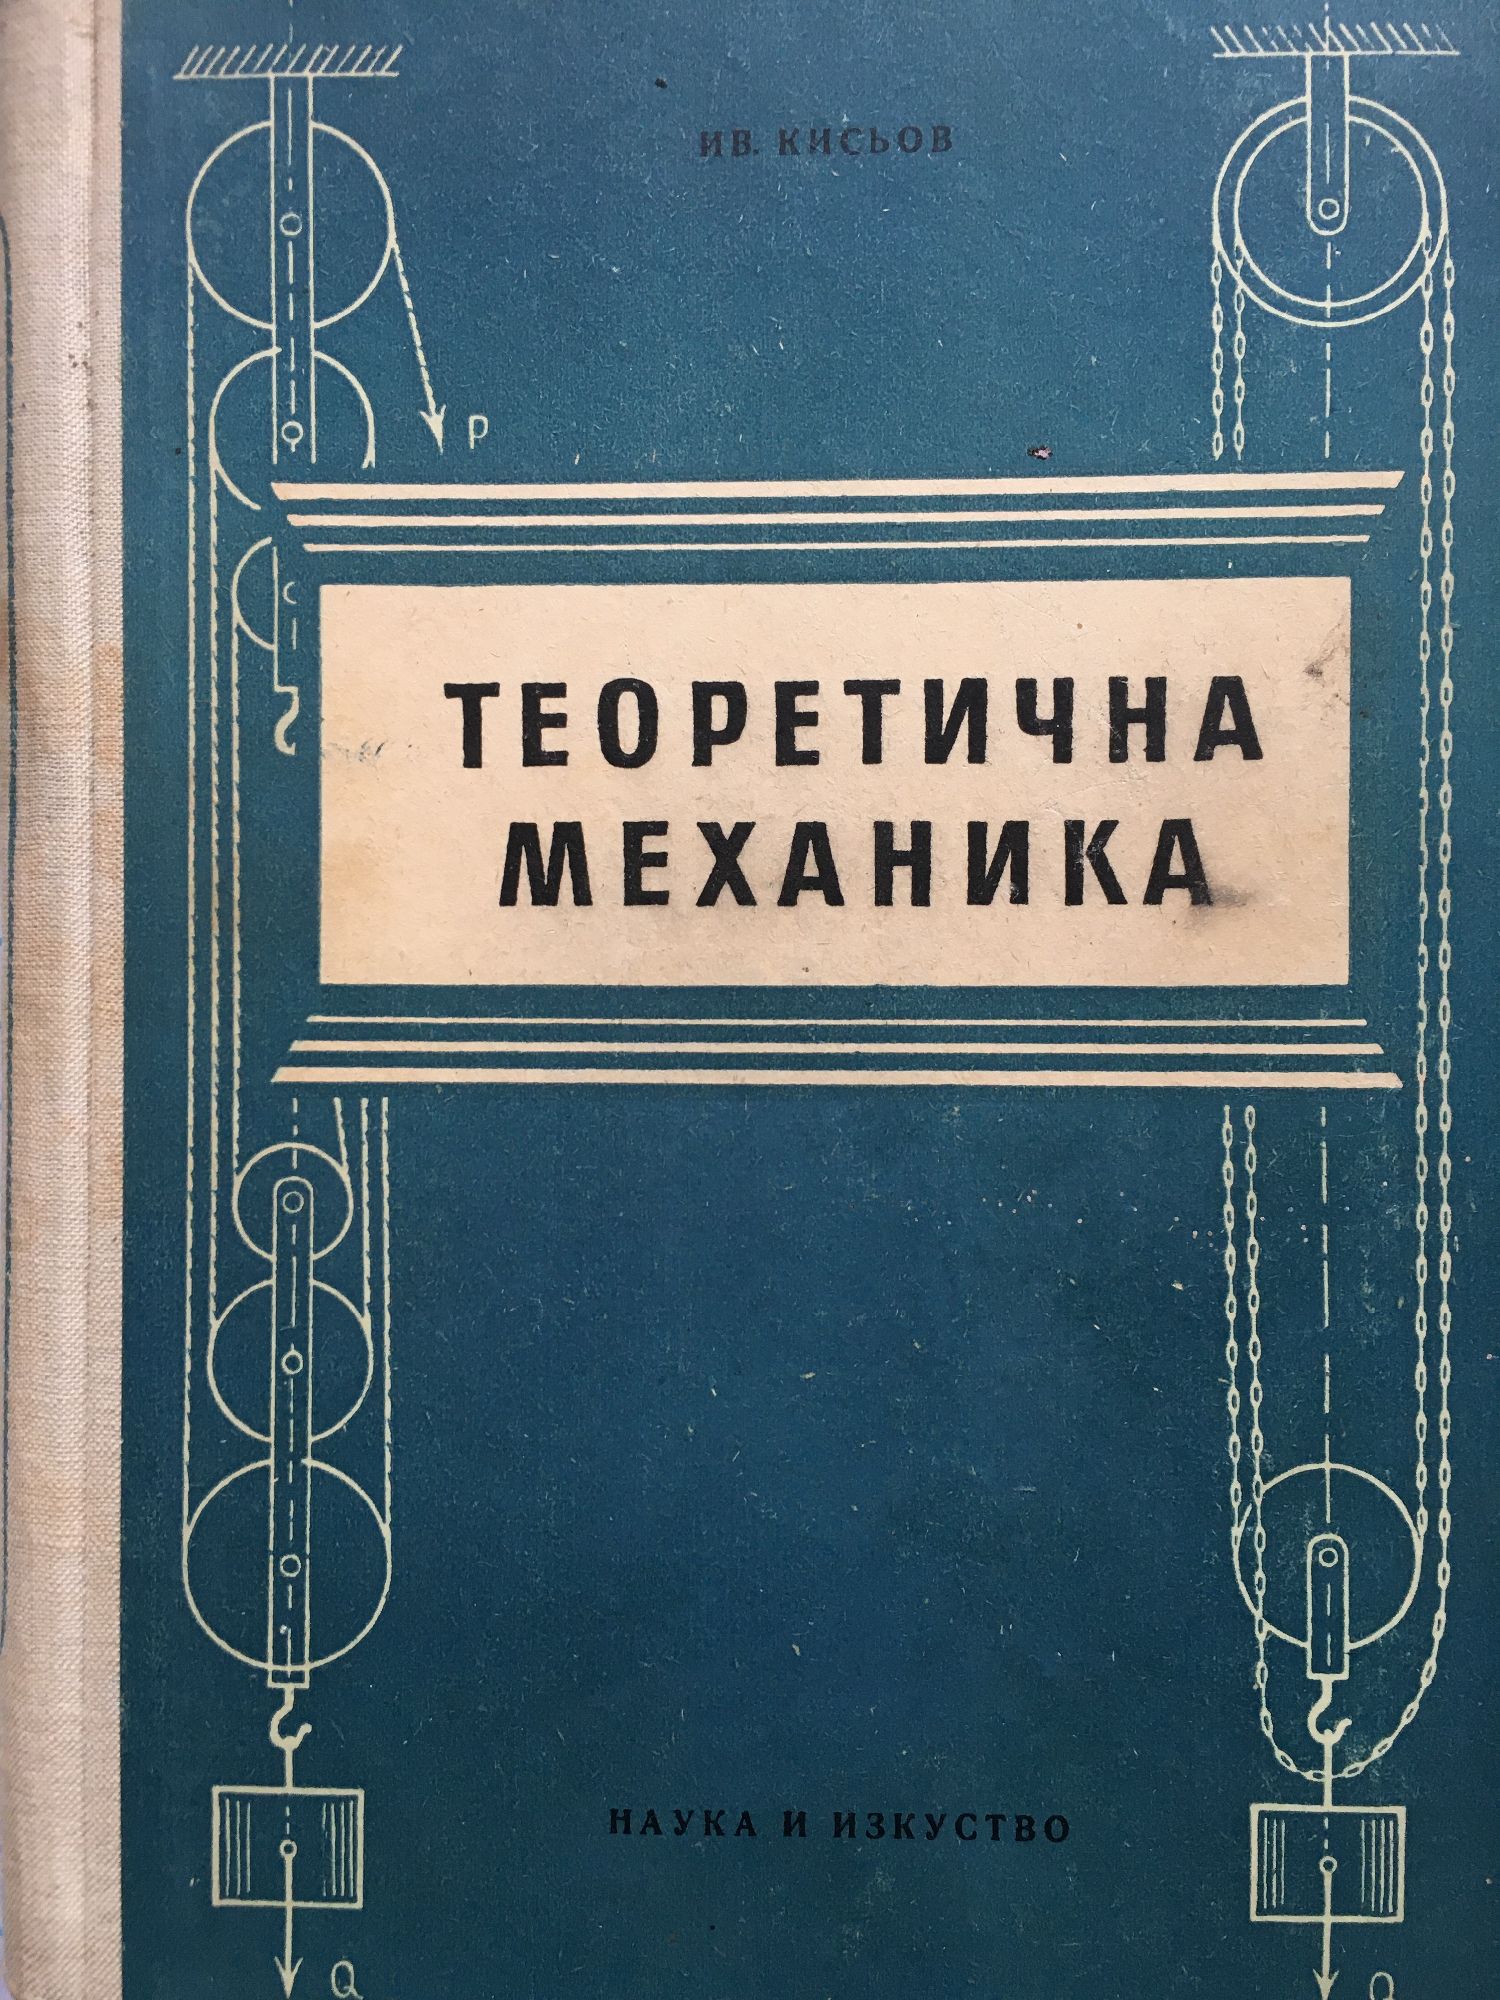 ИВ. КИСЬОВ
P
ТЕОРЕТИЧНА
МЕХАНИКА
НАУКА И ИЗКУСТВО
Q
Q